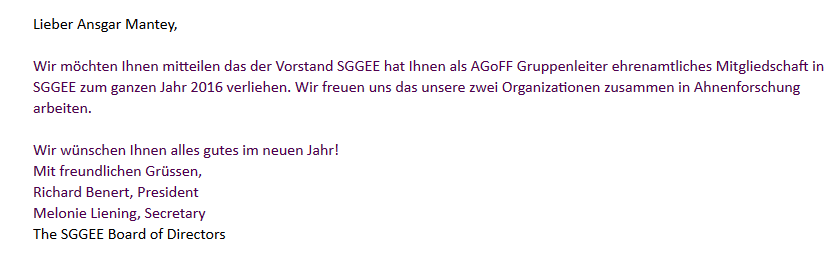 Lieber Ansgar Mantey,
Wir möchten Ihnen mitteilen das der Vorstand SGGEE hat Ihnen als AGoFF Gruppenleiter ehrenamtliches Mitgliedschaft in
SGGEE zum ganzen Jahr 2016 verliehen. Wir freuen uns das unsere zwei Organizationen zusammen in Ahnenforschung
arbeiten.
Wir wünschen Ihnen alles gutes im neuen Jahr!
Mit freundlichen Grüssen,
Richard Benert, President
Melonie Liening, Secretary
The SGGEE Board of Directors